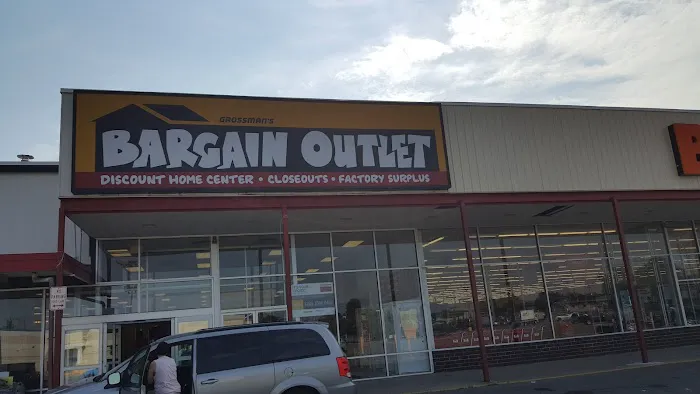 GROSSMAN'S
BARGAIN OUTLET
DISCOUNT HOME CENTER • CLOSEOUTS • FACTORY SURPLUS